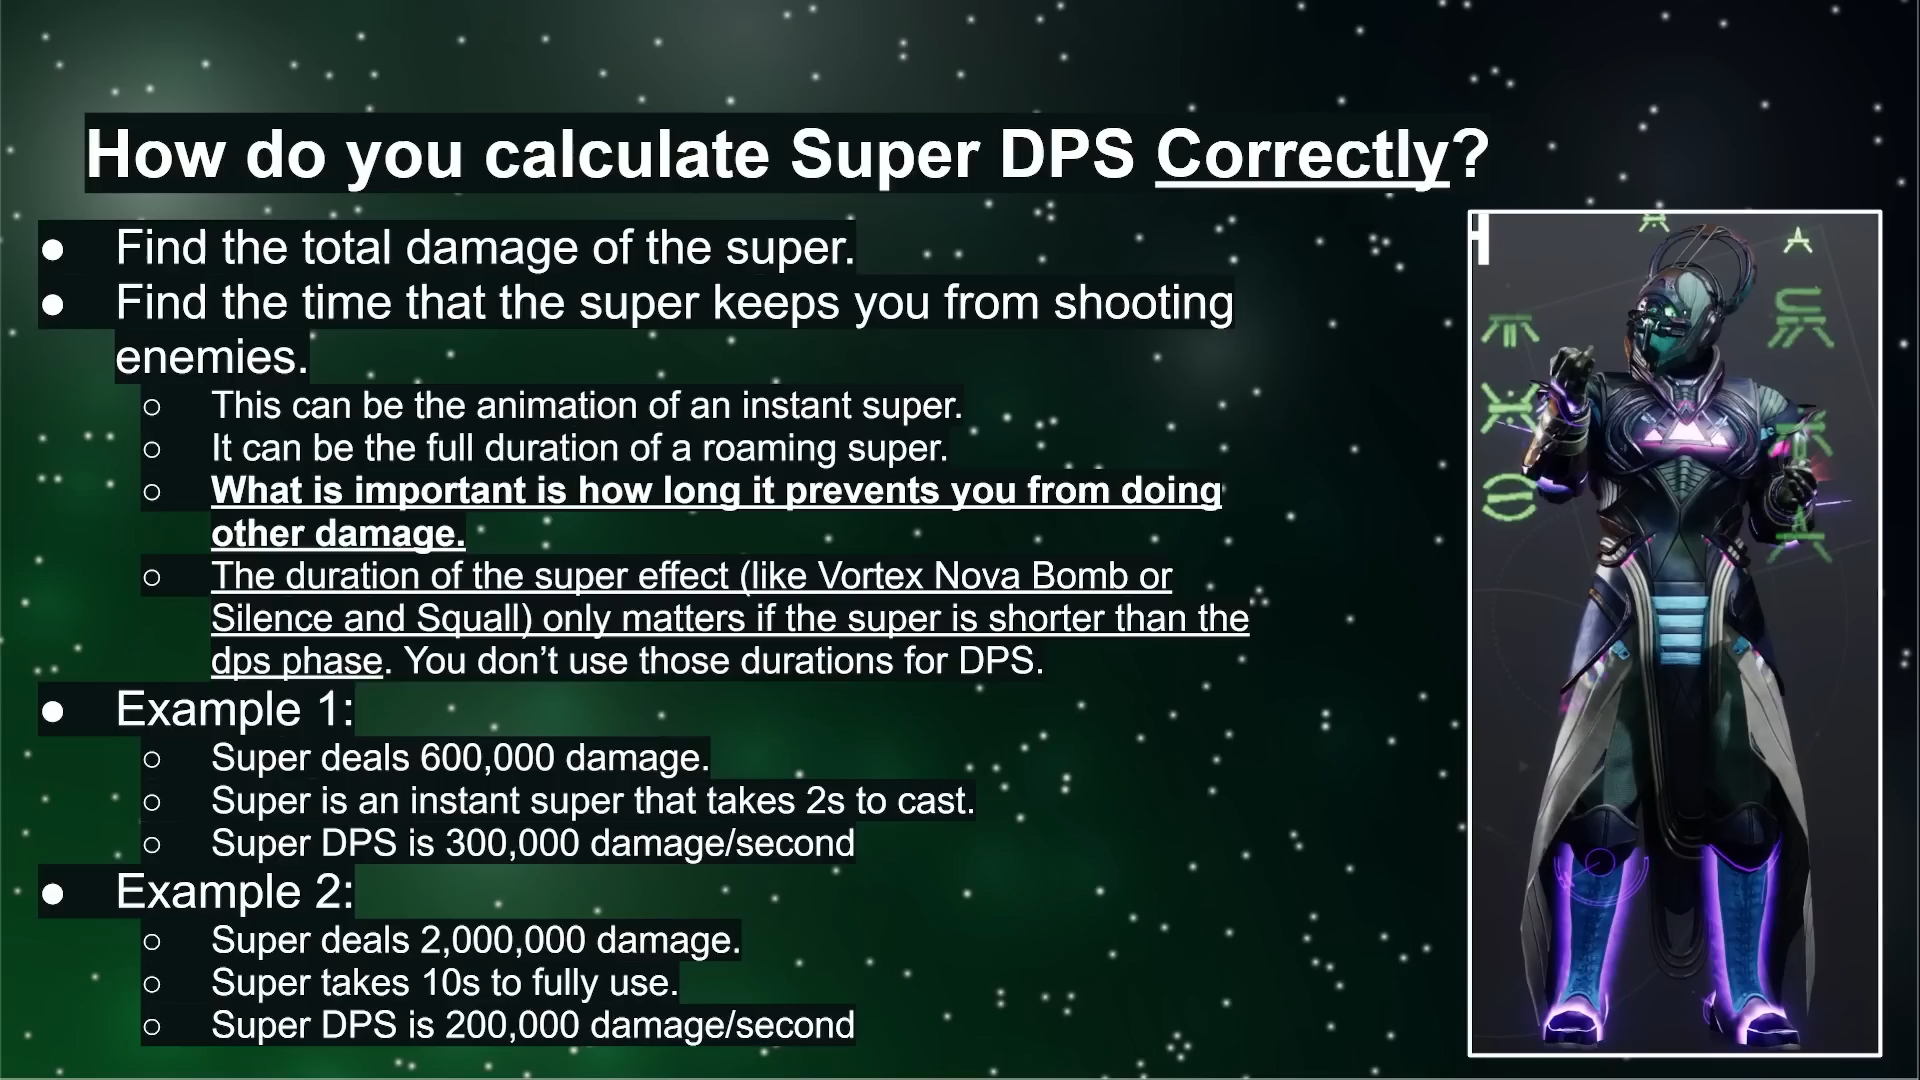 How do you calculate Super DPS Correctly?
● Find the total damage of the super.
● Find the time that the super keeps you from shooting
enemies.
○ This can be the animation of an instant super.
○ It can be the full duration of a roaming super.
○ What is important is how long it prevents you from doing
other damage.
○ The duration of the super effect (like Vortex Nova Bomb or
Silence and Squall) only matters if the super is shorter than the
dps phase. You don’t use those durations for DPS.
● Example 1:
○ Super deals 600,000 damage.
○ Super is an instant super that takes 2s to cast.
○ Super DPS is 300,000 damage/second
● Example 2:
○ Super deals 2,000,000 damage.
○ Super takes 10s to fully use.
○ Super DPS is 200,000 damage/second